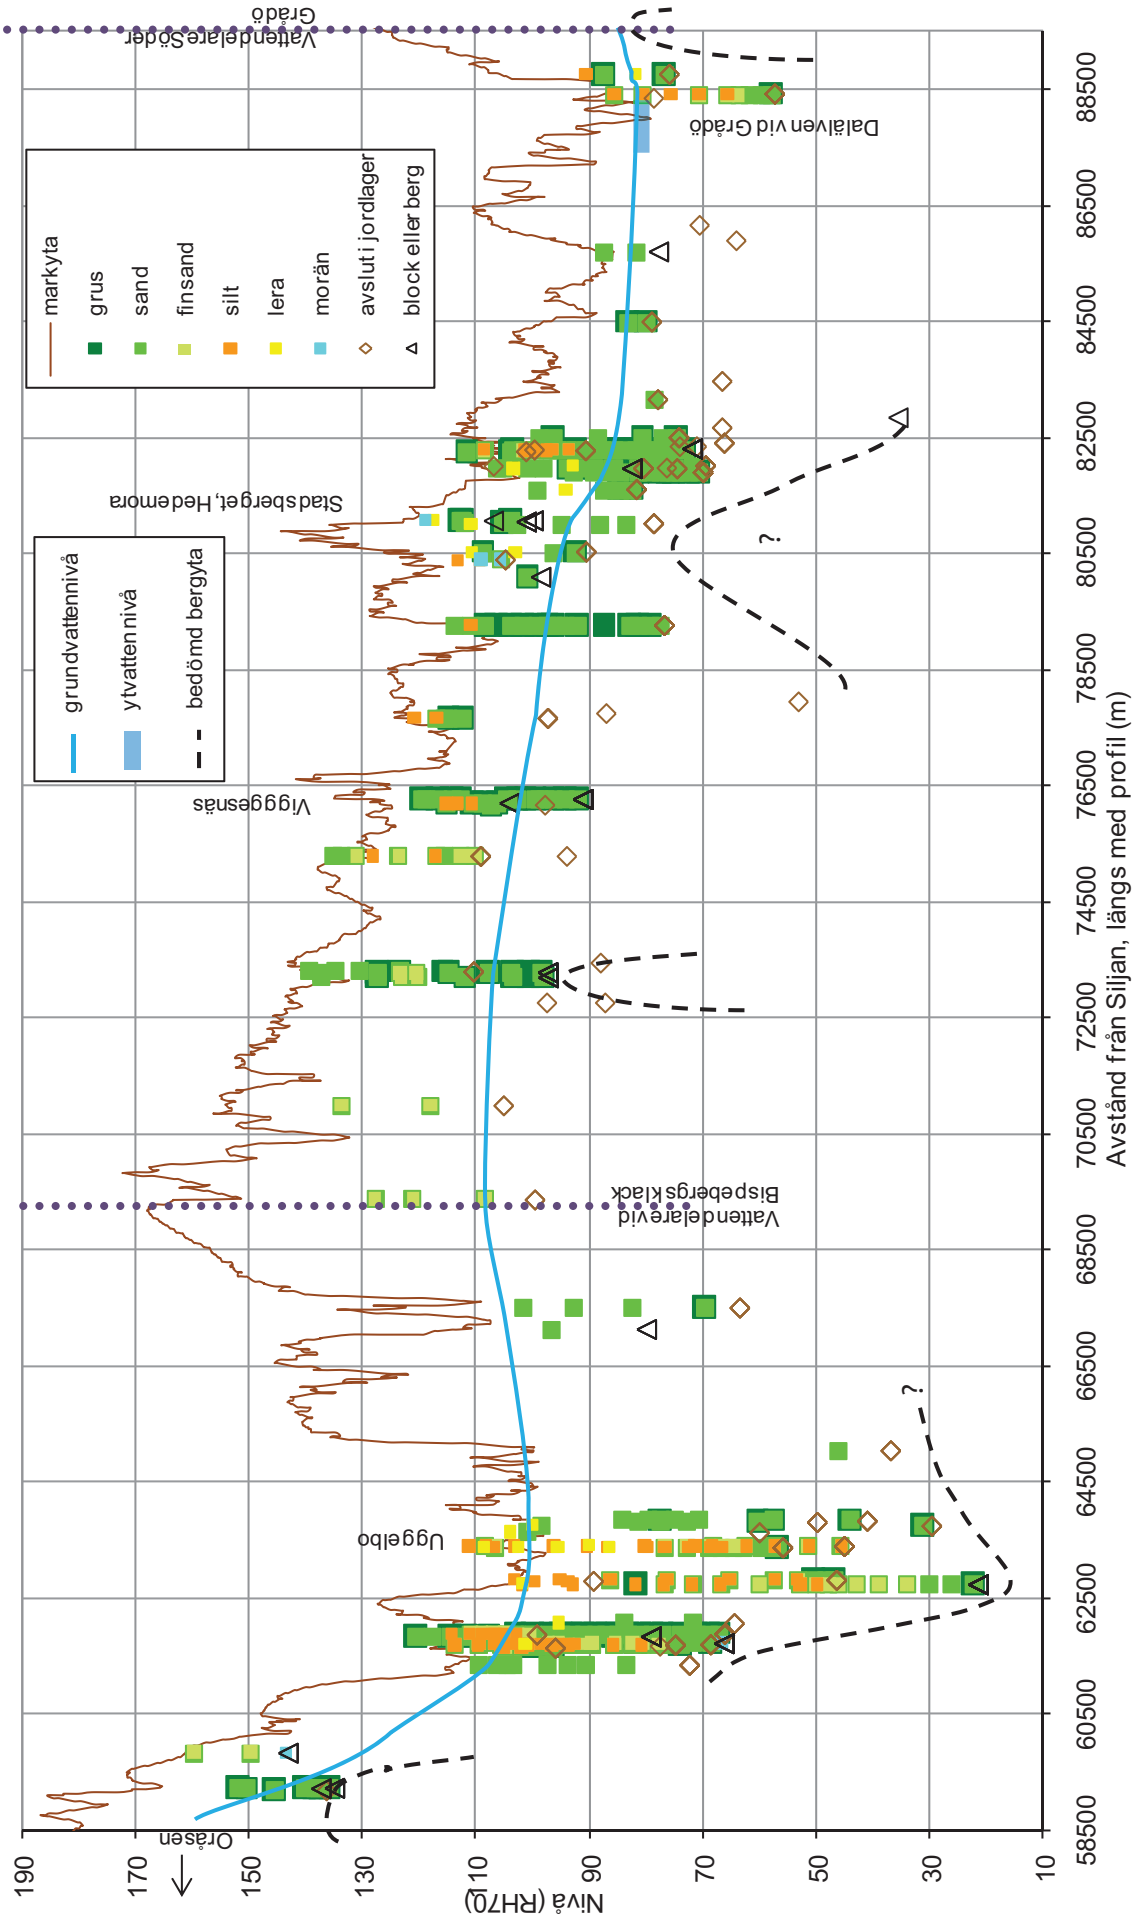 Vattendelare Söder
Grådö
markyta
grus
sand
finsand
silt
lera
morän
avslut i jordlager
block eller berg
grundvattennivå
ytvattennivå
bedömd bergyta
Dalälven vid Grådö
Stadsberget, Hedemora
?
Vigggesnäs
Vattendelare vid
Bispebergs klack
?
Uggelbo
Oråsen
Nivå (RH70)
190
170
150
130
110
90
70
50
30
10
58500
60500
62500
64500
66500
68500
70500
72500
74500
76500
78500
80500
82500
84500
86500
88500
Avstånd från Siljan, längs med profil (m)